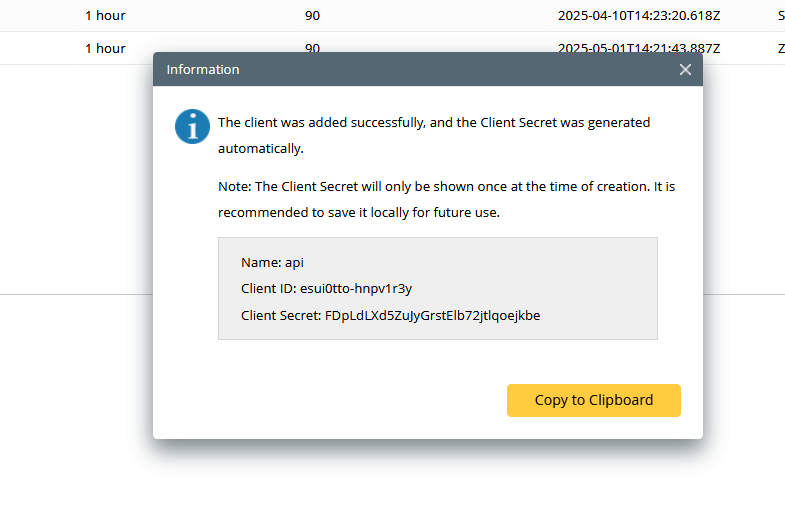 1 hour 90 2025-04-10T14:23:20.618Z S
1 hour 90 2025-05-01T14:21:43.887Z Z
Information
The client was added successfully, and the Client Secret was generated
automatically.
Note: The Client Secret will only be shown once at the time of creation. It is
recommended to save it locally for future use.
Name: api
Client ID: esui0tto-hnpv1r3y
Client Secret: FDpLdLXd5ZuJyGrstElb72jtlqoejkbe
Copy to Clipboard